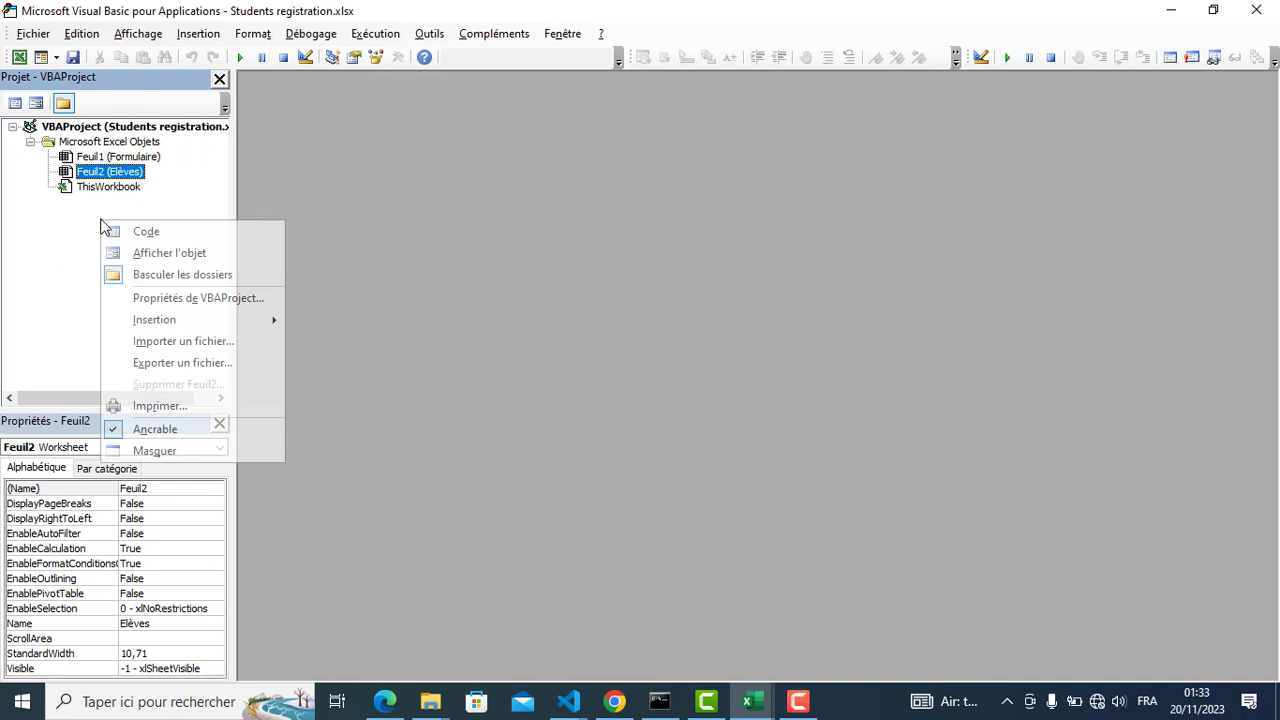 Microsoft Visual Basic pour Applications - Students registration.xlsx
Fichier Edition Affichage Insertion Format Débogage Exécution Outils Compléments Fenêtre ?
Projet - VBAProject
VBAProject (Students registration.x
Microsoft Excel Objets
Feuil1 (Formulaire)
Feuil2 (Elèves)
ThisWorkbook
Code
Afficher l'objet
Basculer les dossiers
Propriétés de VBAProject...
Insertion
Importer un fichier...
Exporter un fichier...
Supprimer Feuil2...
Imprimer...
Ancrable
Masquer
Propriétés - Feuil2
Feuil2 Worksheet
Alphabétique Par catégorie
(Name) Feuil2
DisplayPageBreaks False
DisplayRightToLeft False
EnableAutoFilter False
EnableCalculation True
EnableFormatConditionsC True
EnableOutlining False
EnablePivotTable False
EnableSelection 0 - xlNoRestrictions
Name Elèves
ScrollArea
StandardWidth 10,71
Visible -1 - xlSheetVisible
Taper ici pour rechercher
Air: t...
FRA
01:33
20/11/2023